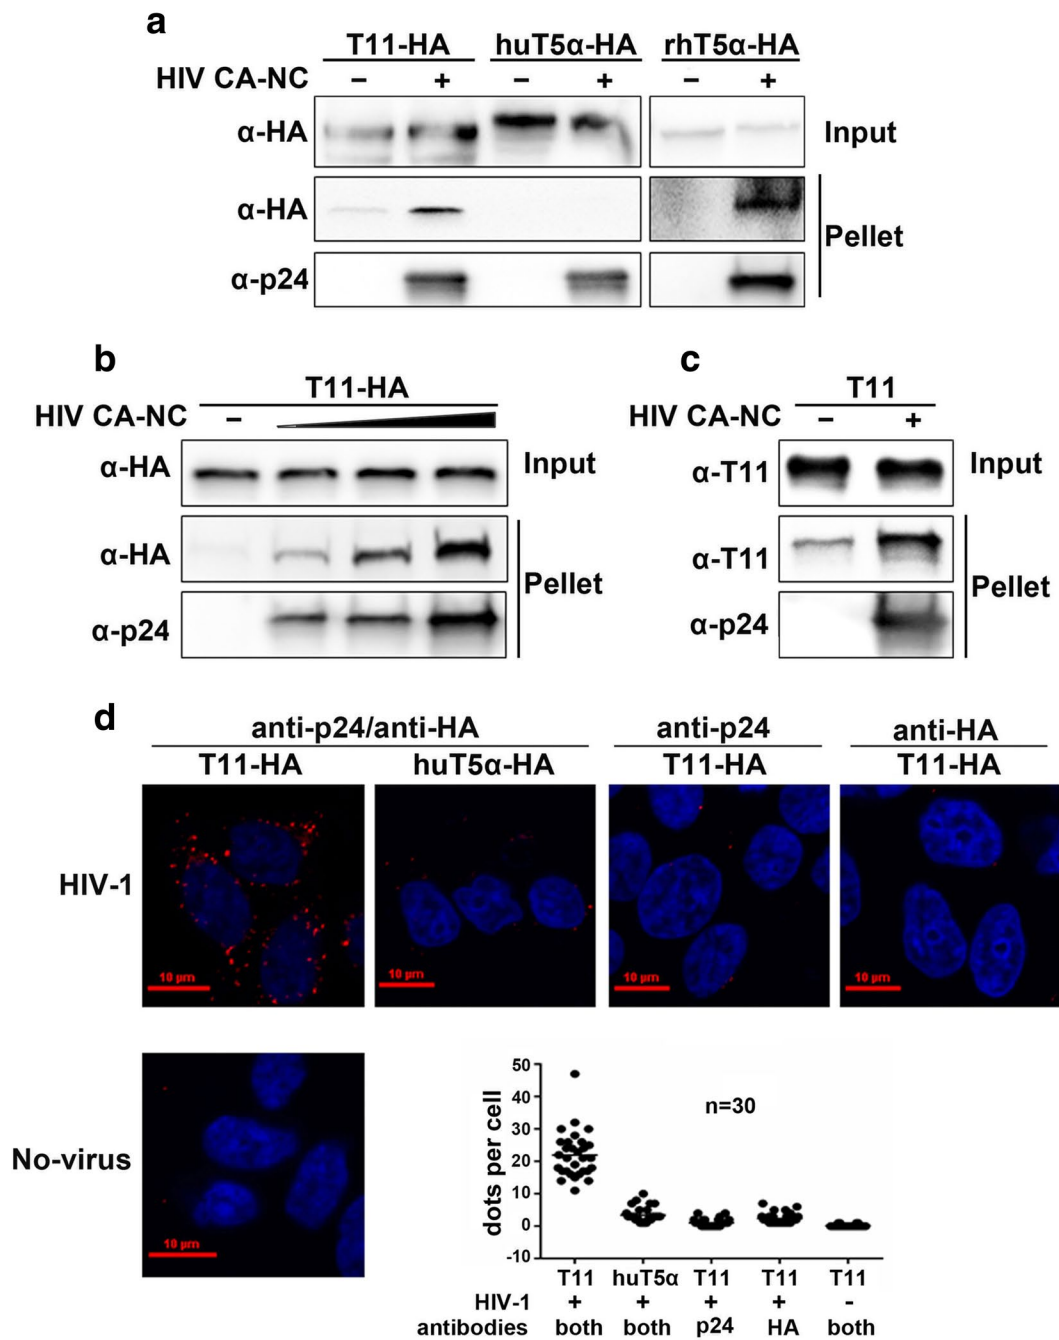 a
T11-HA huT5α-HA rhT5α-HA
HIV CA-NC − + − + − +
α-HA Input
α-HA
Pellet
α-p24
b
T11-HA
HIV CA-NC −
α-HA Input
α-HA
Pellet
α-p24
c
T11
HIV CA-NC − +
α-T11 Input
α-T11
Pellet
α-p24
d
anti-p24/anti-HA anti-p24 anti-HA
T11-HA huT5α-HA T11-HA T11-HA
HIV-1
10 µm 10 µm 10 µm 10 µm
No-virus
10 µm
dots per cell
50
40
30
20
10
0
-10
n=30
T11 huT5α T11 T11 T11
HIV-1 + + + + -
antibodies both both p24 HA both